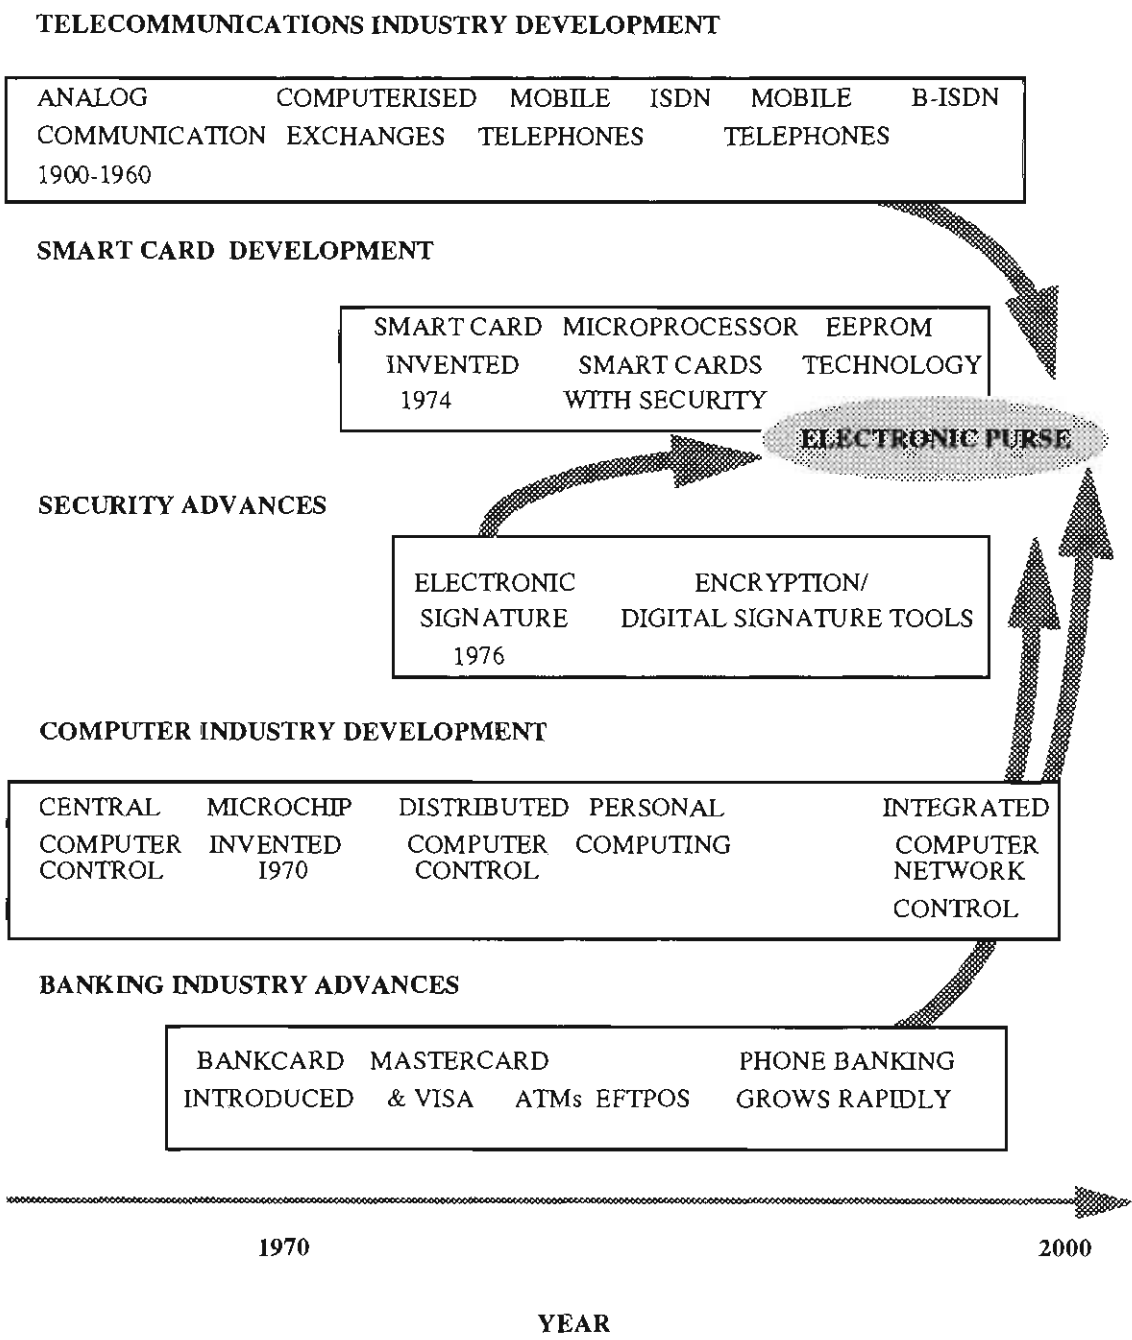 TELECOMMUNICATIONS INDUSTRY DEVELOPMENT
ANALOG COMPUTERISED MOBILE ISDN MOBILE B-ISDN
COMMUNICATION EXCHANGES TELEPHONES TELEPHONES
1900-1960
SMART CARD DEVELOPMENT
SMART CARD MICROPROCESSOR EEPROM
INVENTED SMART CARDS TECHNOLOGY
1974 WITH SECURITY
ELECTRONIC PURSE
SECURITY ADVANCES
ELECTRONIC ENCRYPTION/
SIGNATURE DIGITAL SIGNATURE TOOLS
1976
COMPUTER INDUSTRY DEVELOPMENT
CENTRAL MICROCHIP DISTRIBUTED PERSONAL INTEGRATED
COMPUTER INVENTED COMPUTER COMPUTING COMPUTER
CONTROL 1970 CONTROL NETWORK
CONTROL
BANKING INDUSTRY ADVANCES
BANKCARD MASTERCARD PHONE BANKING
INTRODUCED & VISA ATMs EFTPOS GROWS RAPIDLY
1970 2000
YEAR